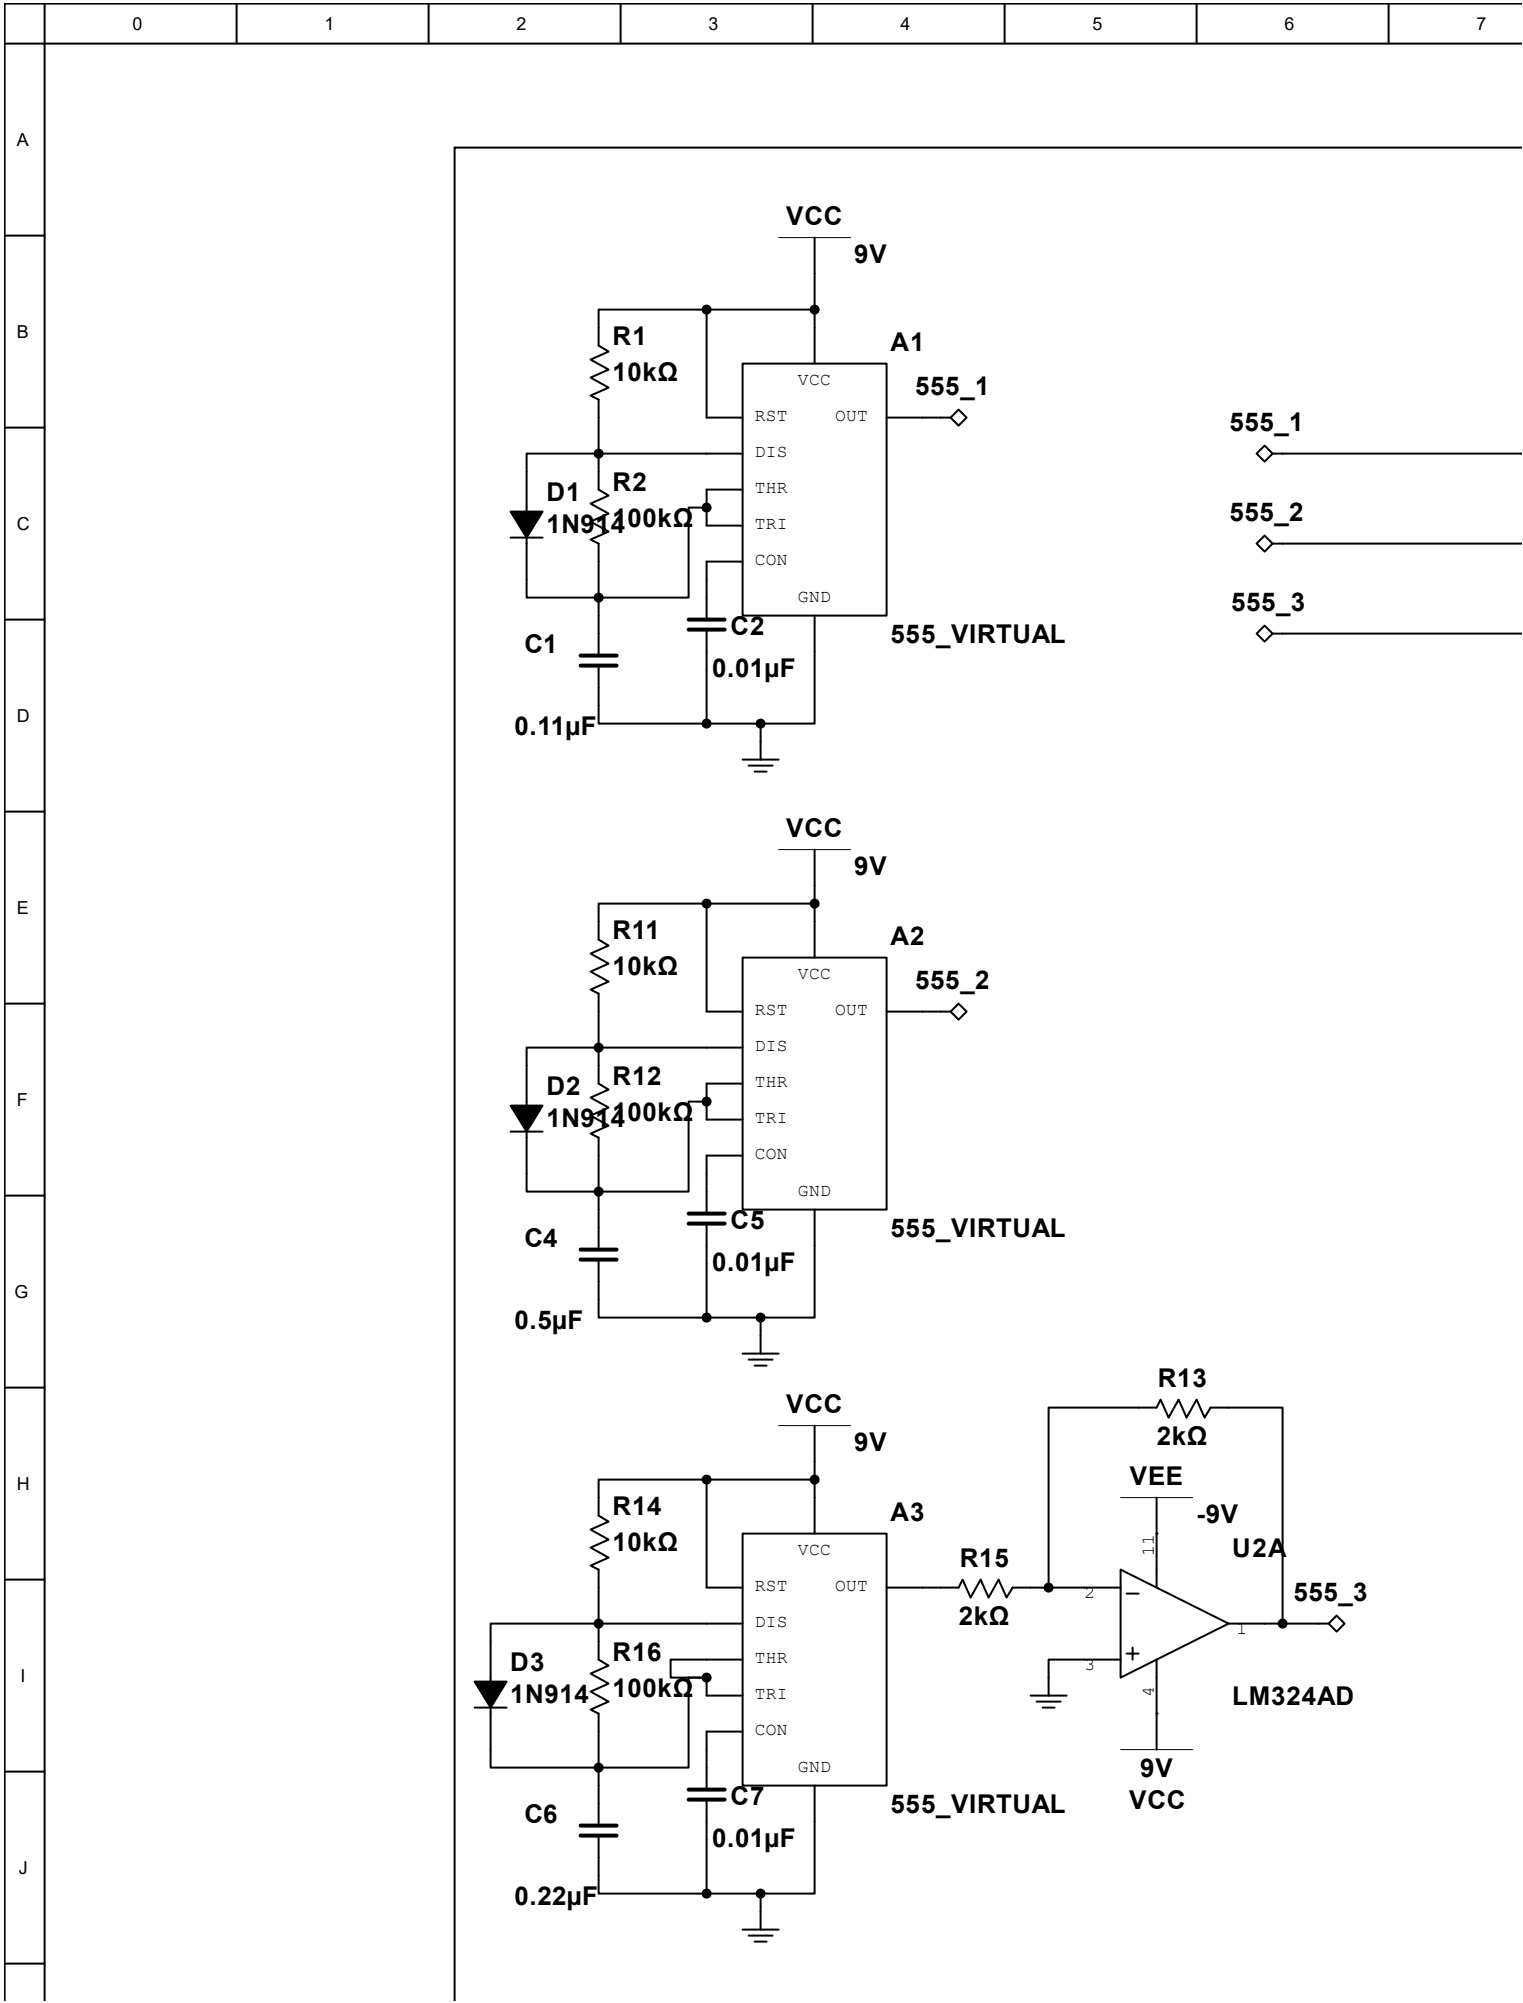 0 1 2 3 4 5 6 7
A
VCC
9V
B
R1
10kΩ
A1
VCC
555_1
RST OUT
555_1
DIS
R2
D1
THR
1N914
100kΩ
C
555_2
TRI
CON
GND
555_3
C2
555_VIRTUAL
C1
0.01µF
D
0.11µF
VCC
9V
E
R11
10kΩ
A2
VCC
555_2
RST OUT
DIS
R12
D2
THR
F
1N914
100kΩ
TRI
CON
GND
C5
555_VIRTUAL
C4
0.01µF
G
0.5µF
R13
VCC
2kΩ
9V
VEE
H
R14
-9V
A3
10kΩ
11
U2A
VCC
R15
RST OUT
2
555_3
2kΩ
DIS
1
R16
D3
THR
3
I
100kΩ
1N914
TRI
4
LM324AD
CON
GND
9V
C7
VCC
555_VIRTUAL
C6
0.01µF
J
0.22µF